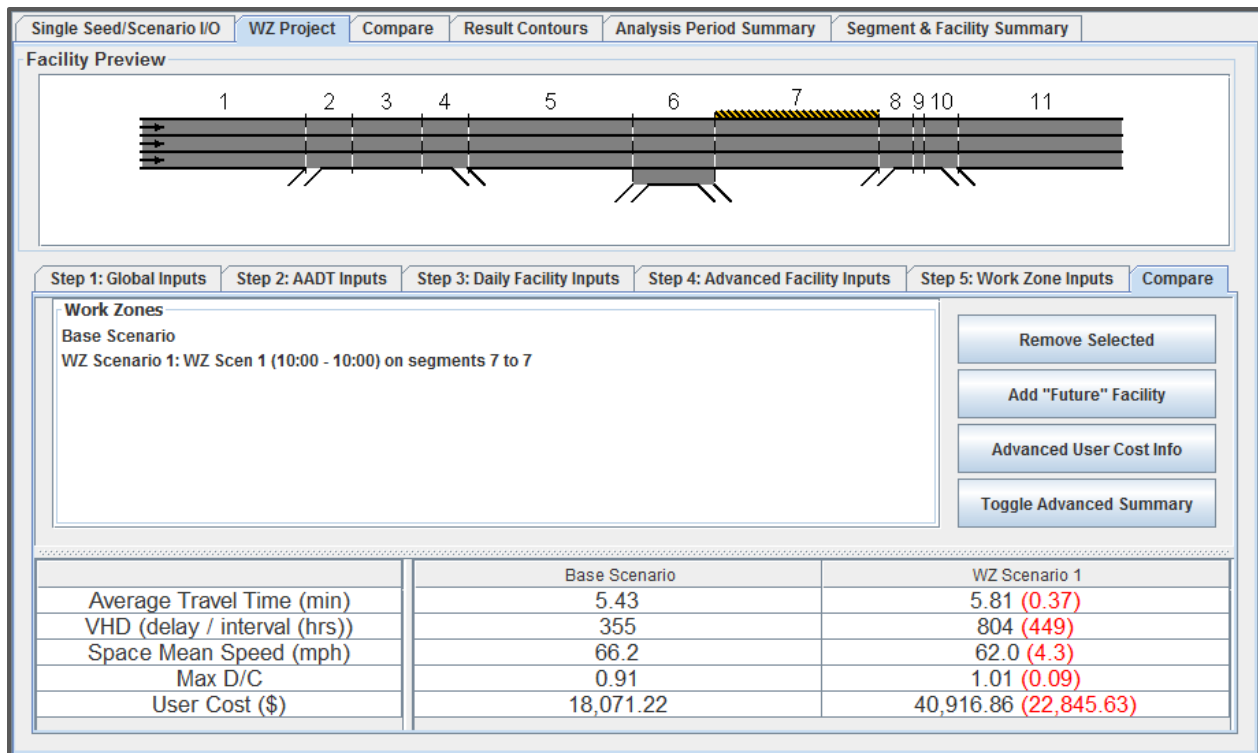 Single Seed/Scenario I/O WZ Project Compare Result Contours Analysis Period Summary Segment & Facility Summary
Facility Preview
1 2 3 4 5 6 7 8 9 10 11
Step 1: Global Inputs Step 2: AADT Inputs Step 3: Daily Facility Inputs Step 4: Advanced Facility Inputs Step 5: Work Zone Inputs Compare
Work Zones
Base Scenario
WZ Scenario 1: WZ Scen 1 (10:00 - 10:00) on segments 7 to 7
Remove Selected
Add "Future" Facility
Advanced User Cost Info
Toggle Advanced Summary
Base Scenario WZ Scenario 1
Average Travel Time (min) 5.43 5.81 (0.37)
VHD (delay / interval (hrs)) 355 804 (449)
Space Mean Speed (mph) 66.2 62.0 (4.3)
Max D/C 0.91 1.01 (0.09)
User Cost ($) 18,071.22 40,916.86 (22,845.63)